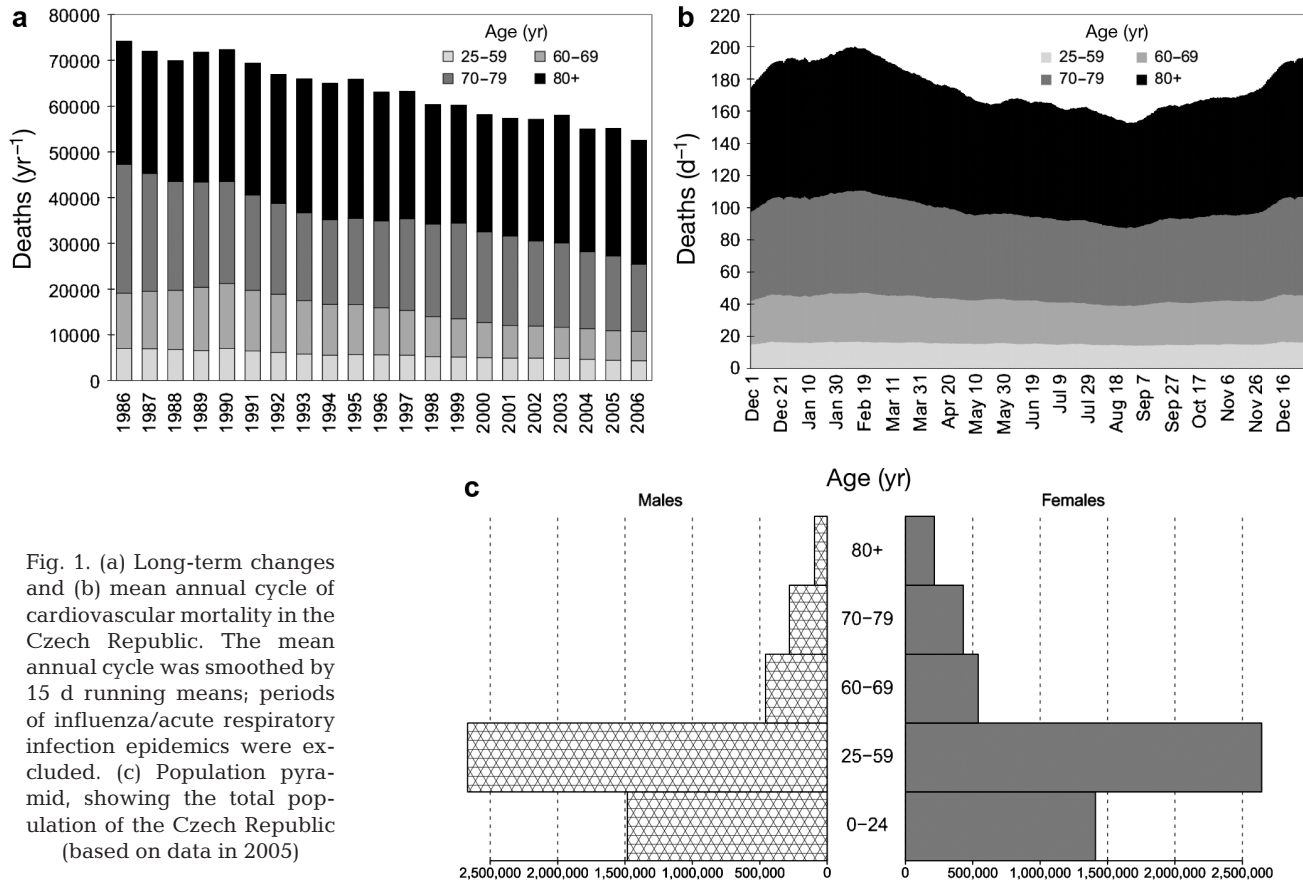 a
80000
70000
60000
50000
40000
30000
20000
10000
0
Deaths (yr⁻¹)
Age (yr)
25–59 60–69
70–79 80+
1986 1987 1988 1989 1990 1991 1992 1993 1994 1995 1996 1997 1998 1999 2000 2001 2002 2003 2004 2005 2006
b
220
200
180
160
140
120
100
80
60
40
20
0
Deaths (d⁻¹)
Age (yr)
25–59 60–69
70–79 80+
Dec 1 Dec 21 Jan 10 Jan 30 Feb 19 Mar 11 Mar 31 Apr 20 May 10 May 30 Jun 19 Jul 9 Jul 29 Aug 18 Sep 7 Sep 27 Oct 17 Nov 6 Nov 26 Dec 16
Fig. 1. (a) Long-term changes
and (b) mean annual cycle of
cardiovascular mortality in the
Czech Republic. The mean
annual cycle was smoothed by
15 d running means; periods
of influenza/acute respiratory
infection epidemics were ex-
cluded. (c) Population pyra-
mid, showing the total pop-
ulation of the Czech Republic
(based on data in 2005)
c
Age (yr)
Males Females
80+
70–79
60–69
25–59
0–24
2,500,000 2,000,000 1,500,000 1,000,000 500,000 0 0 500,000 1,000,000 1,500,000 2,000,000 2,500,000